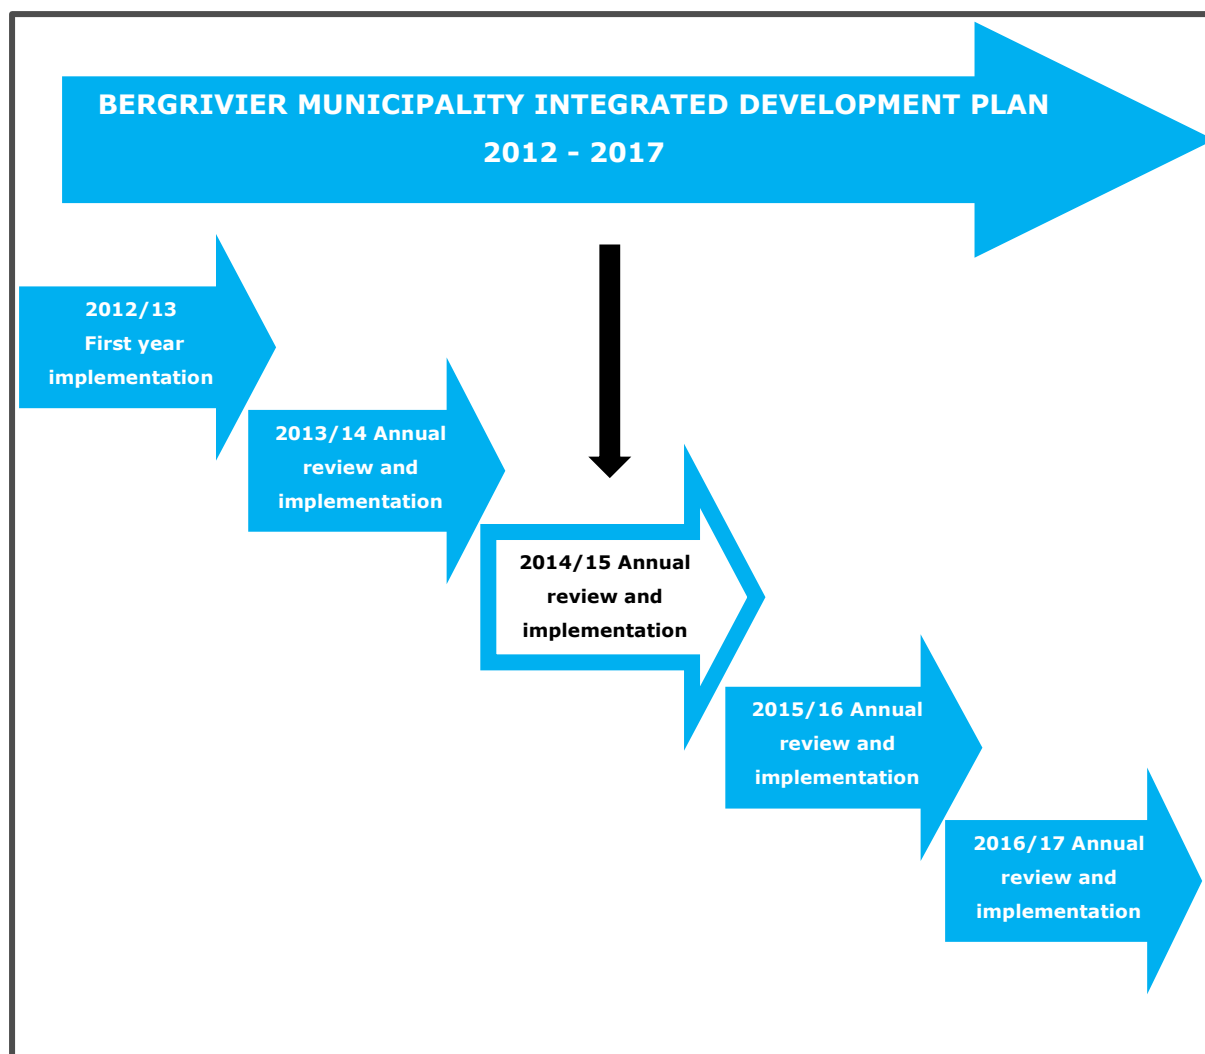 BERGRIVIER MUNICIPALITY INTEGRATED DEVELOPMENT PLAN
2012 - 2017
2012/13
First year
implementation
2013/14 Annual
review and
implementation
2014/15 Annual
review and
implementation
2015/16 Annual
review and
implementation
2016/17 Annual
review and
implementation